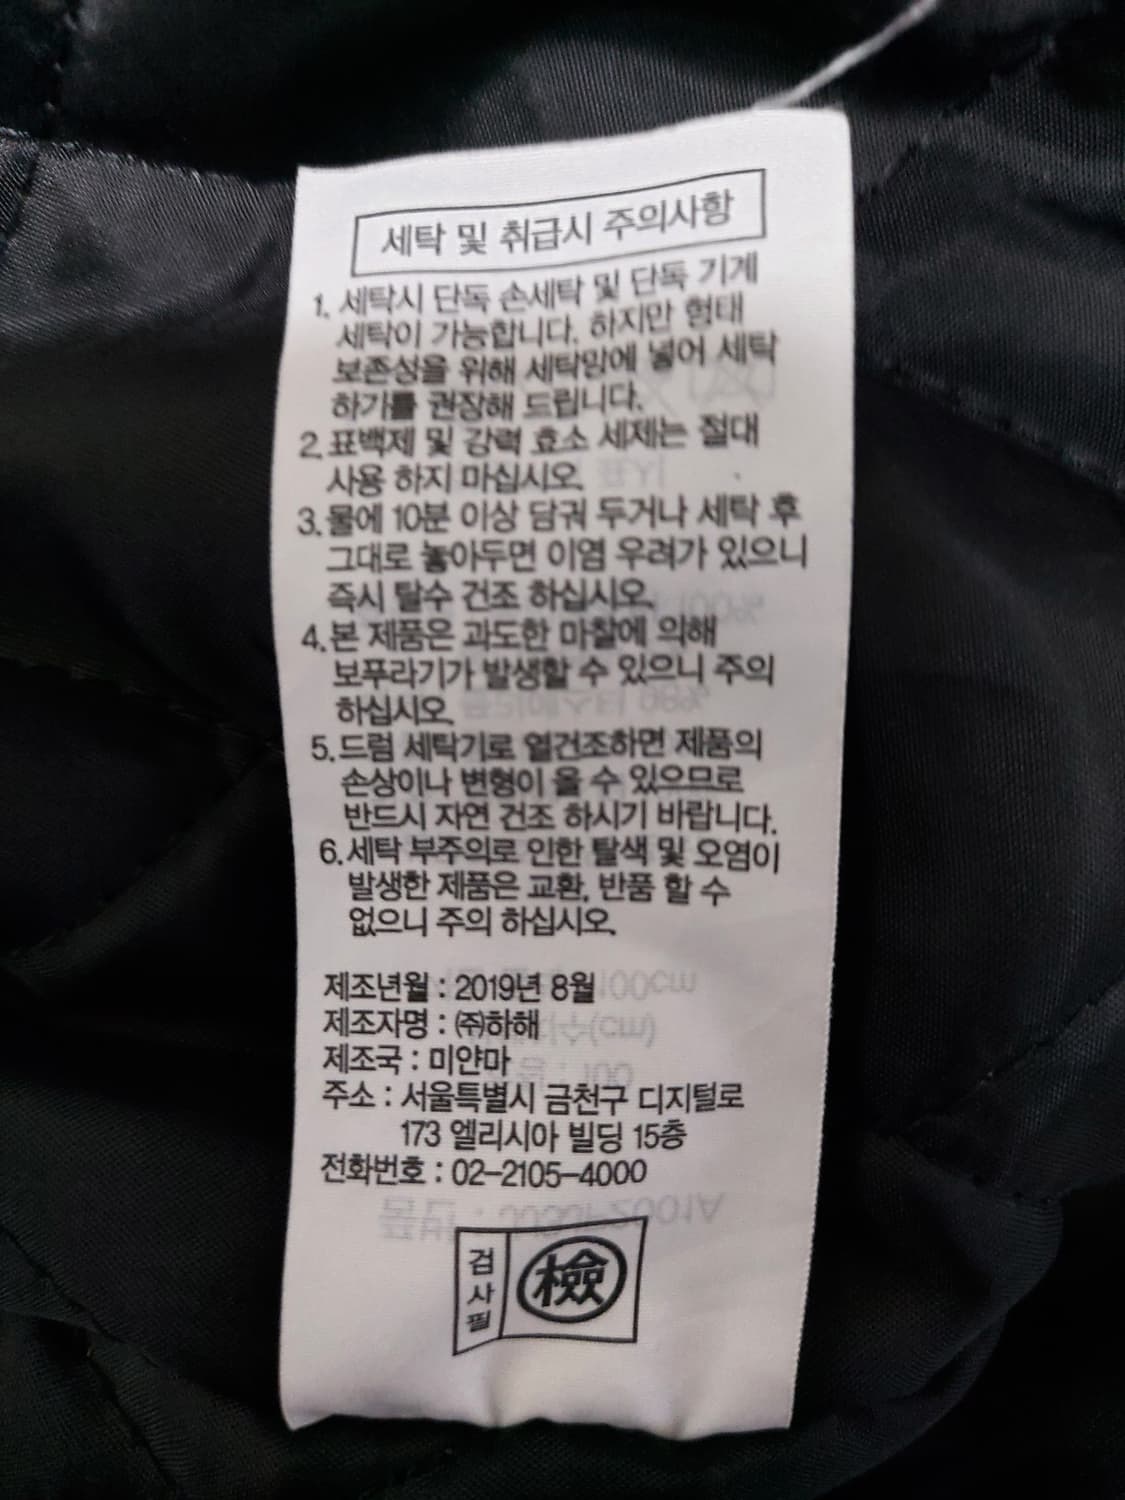 세탁 및 취급시 주의사항
1. 세탁시 단독 손세탁 및 단독 기계
세탁이 가능합니다. 하지만 형태
보존성을 위해 세탁망에 넣어 세탁
하기를 권장해 드립니다.
2. 표백제 및 강력 효소 세제는 절대
사용 하지 마십시오.
3. 물에 10분 이상 담궈 두거나 세탁 후
그대로 놓아두면 이염 우려가 있으니
즉시 탈수 건조 하십시오.
4. 본 제품은 과도한 마찰에 의해
보푸라기가 발생할 수 있으니 주의
하십시오.
5. 드럼 세탁기로 열건조하면 제품의
손상이나 변형이 올 수 있으므로
반드시 자연 건조 하시기 바랍니다.
6. 세탁 부주의로 인한 탈색 및 오염이
발생한 제품은 교환, 반품 할 수
없으니 주의 하십시오.
제조년월 : 2019년 8월
제조자명 : ㈜하해
제조국 : 미얀마
주소 : 서울특별시 금천구 디지털로
173 엘리시아 빌딩 15층
전화번호 : 02-2105-4000
검사필 檢